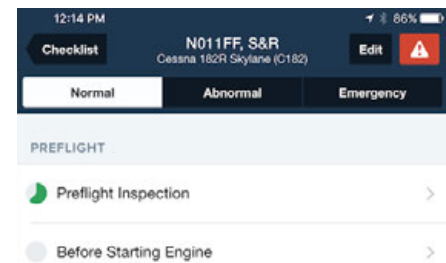 12:14 PM 86%
Checklist N011FF, S&R Edit
Cessna 182R Skylane (C182)
Normal Abnormal Emergency
PREFLIGHT
Preflight Inspection
Before Starting Engine